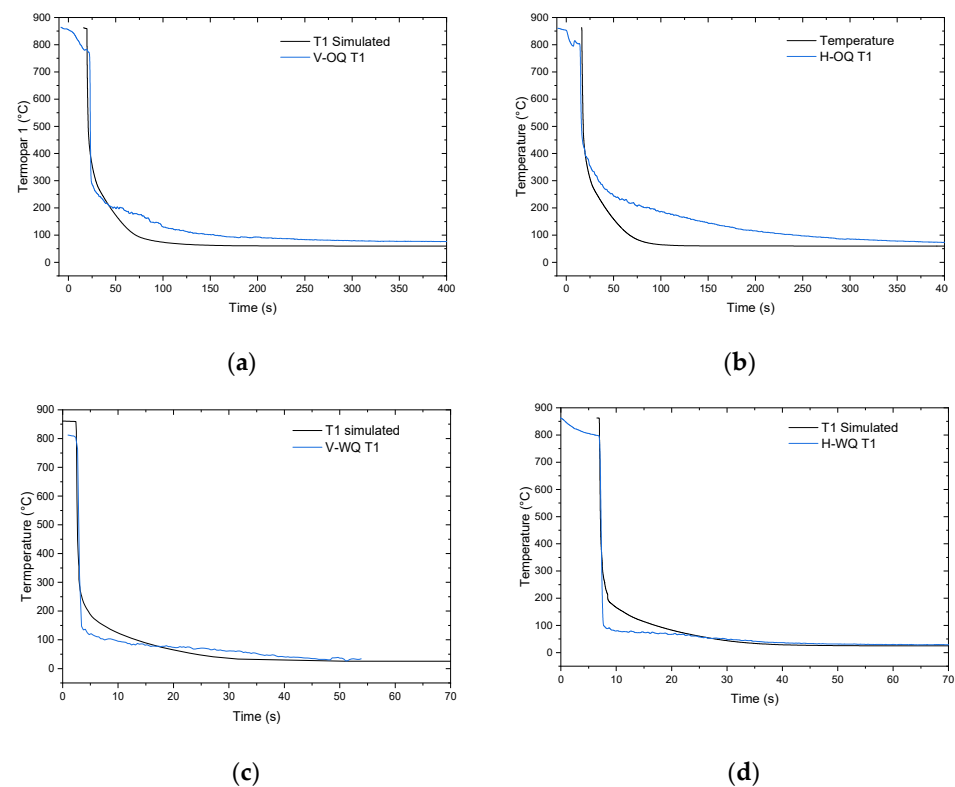 900
800
700
600
500
400
300
200
100
0
Termopar 1 (°C)
T1 Simulated
V-OQ T1
0 50 100 150 200 250 300 350 400
Time (s)
(a)
900
800
700
600
500
400
300
200
100
0
Temperature (°C)
Temperature
H-OQ T1
0 50 100 150 200 250 300 350 40
Time (s)
(b)
900
800
700
600
500
400
300
200
100
0
Termperature (°C)
T1 simulated
V-WQ T1
0 10 20 30 40 50 60 70
Time (s)
(c)
900
800
700
600
500
400
300
200
100
0
Temperature (°C)
T1 Simulated
H-WQ T1
0 10 20 30 40 50 60 70
Time (s)
(d)